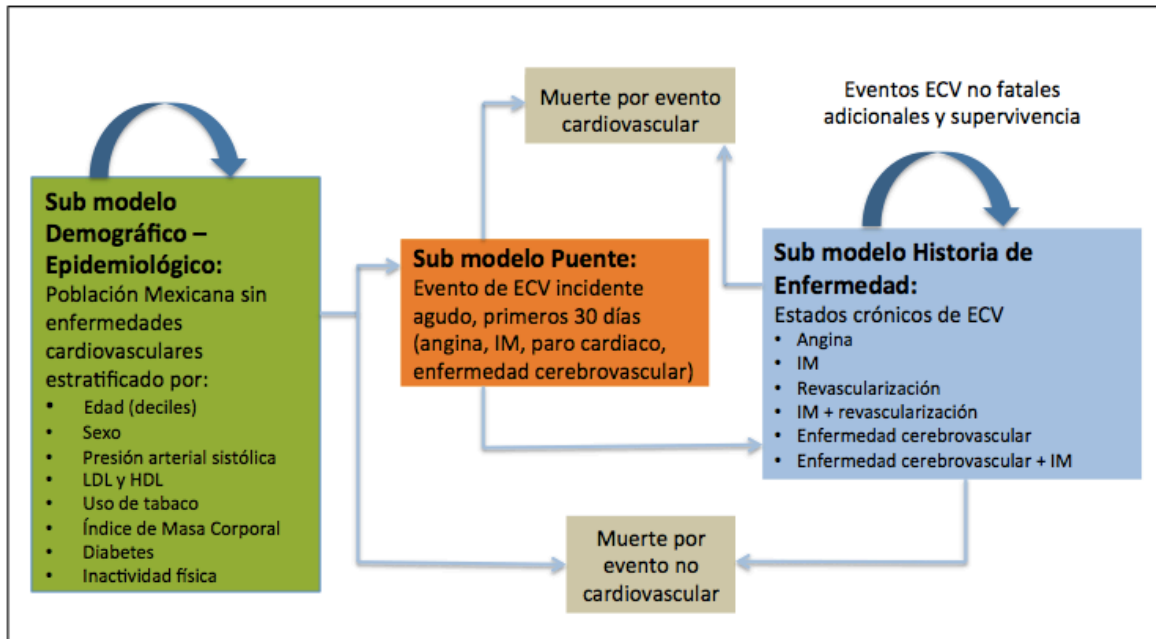 Sub modelo
Demográfico –
Epidemiológico:
Población Mexicana sin
enfermedades
cardiovasculares
estratificado por:
• Edad (deciles)
• Sexo
• Presión arterial sistólica
• LDL y HDL
• Uso de tabaco
• Índice de Masa Corporal
• Diabetes
• Inactividad física
Muerte por evento
cardiovascular
Sub modelo Puente:
Evento de ECV incidente
agudo, primeros 30 días
(angina, IM, paro cardiaco,
enfermedad cerebrovascular)
Muerte por
evento no
cardiovascular
Eventos ECV no fatales
adicionales y supervivencia
Sub modelo Historia de
Enfermedad:
Estados crónicos de ECV
• Angina
• IM
• Revascularización
• IM + revascularización
• Enfermedad cerebrovascular
• Enfermedad cerebrovascular + IM